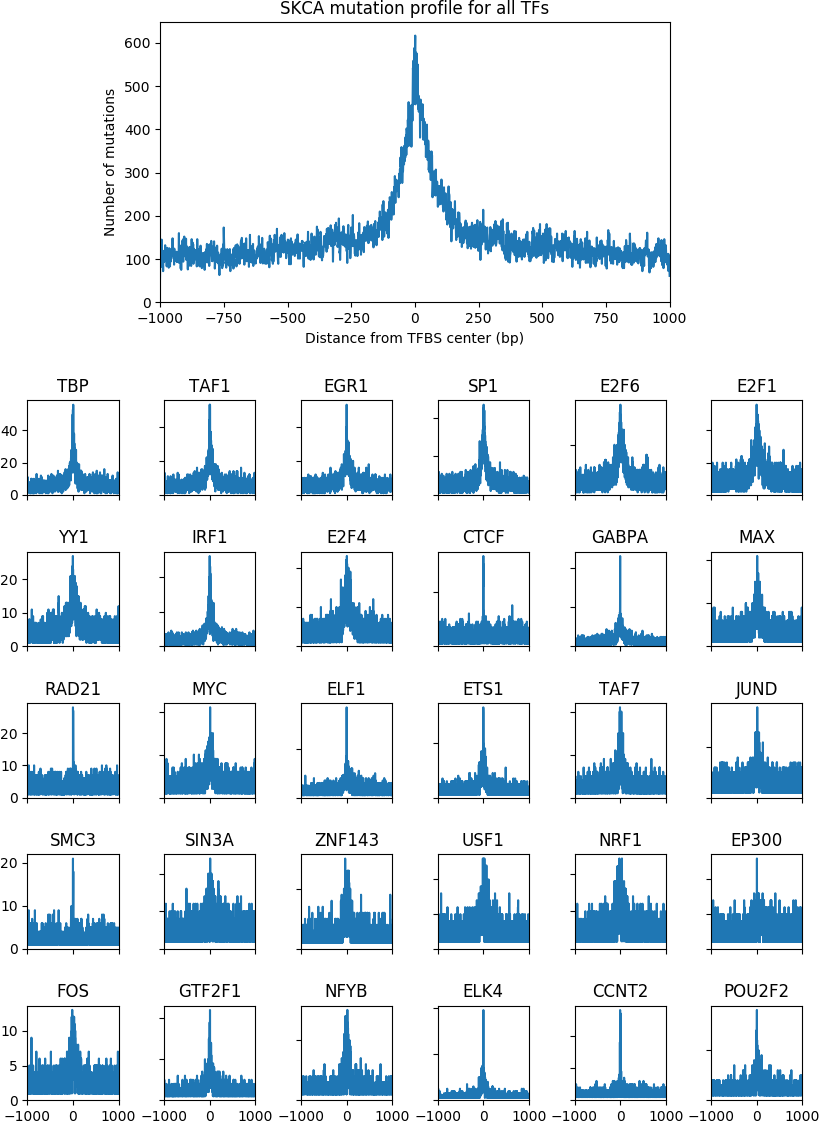 SKCA mutation profile for all TFs
600
500
400
300
200
100
0
Number of mutations
−1000 −750 −500 −250 0 250 500 750 1000
Distance from TFBS center (bp)
TBP TAF1 EGR1 SP1 E2F6 E2F1
40
20
0
YY1 IRF1 E2F4 CTCF GABPA MAX
20
10
0
RAD21 MYC ELF1 ETS1 TAF7 JUND
20
10
0
SMC3 SIN3A ZNF143 USF1 NRF1 EP300
20
10
0
FOS GTF2F1 NFYB ELK4 CCNT2 POU2F2
10
5
0
−1000 0 1000 −1000 0 1000 −1000 0 1000 −1000 0 1000 −1000 0 1000 −1000 0 1000